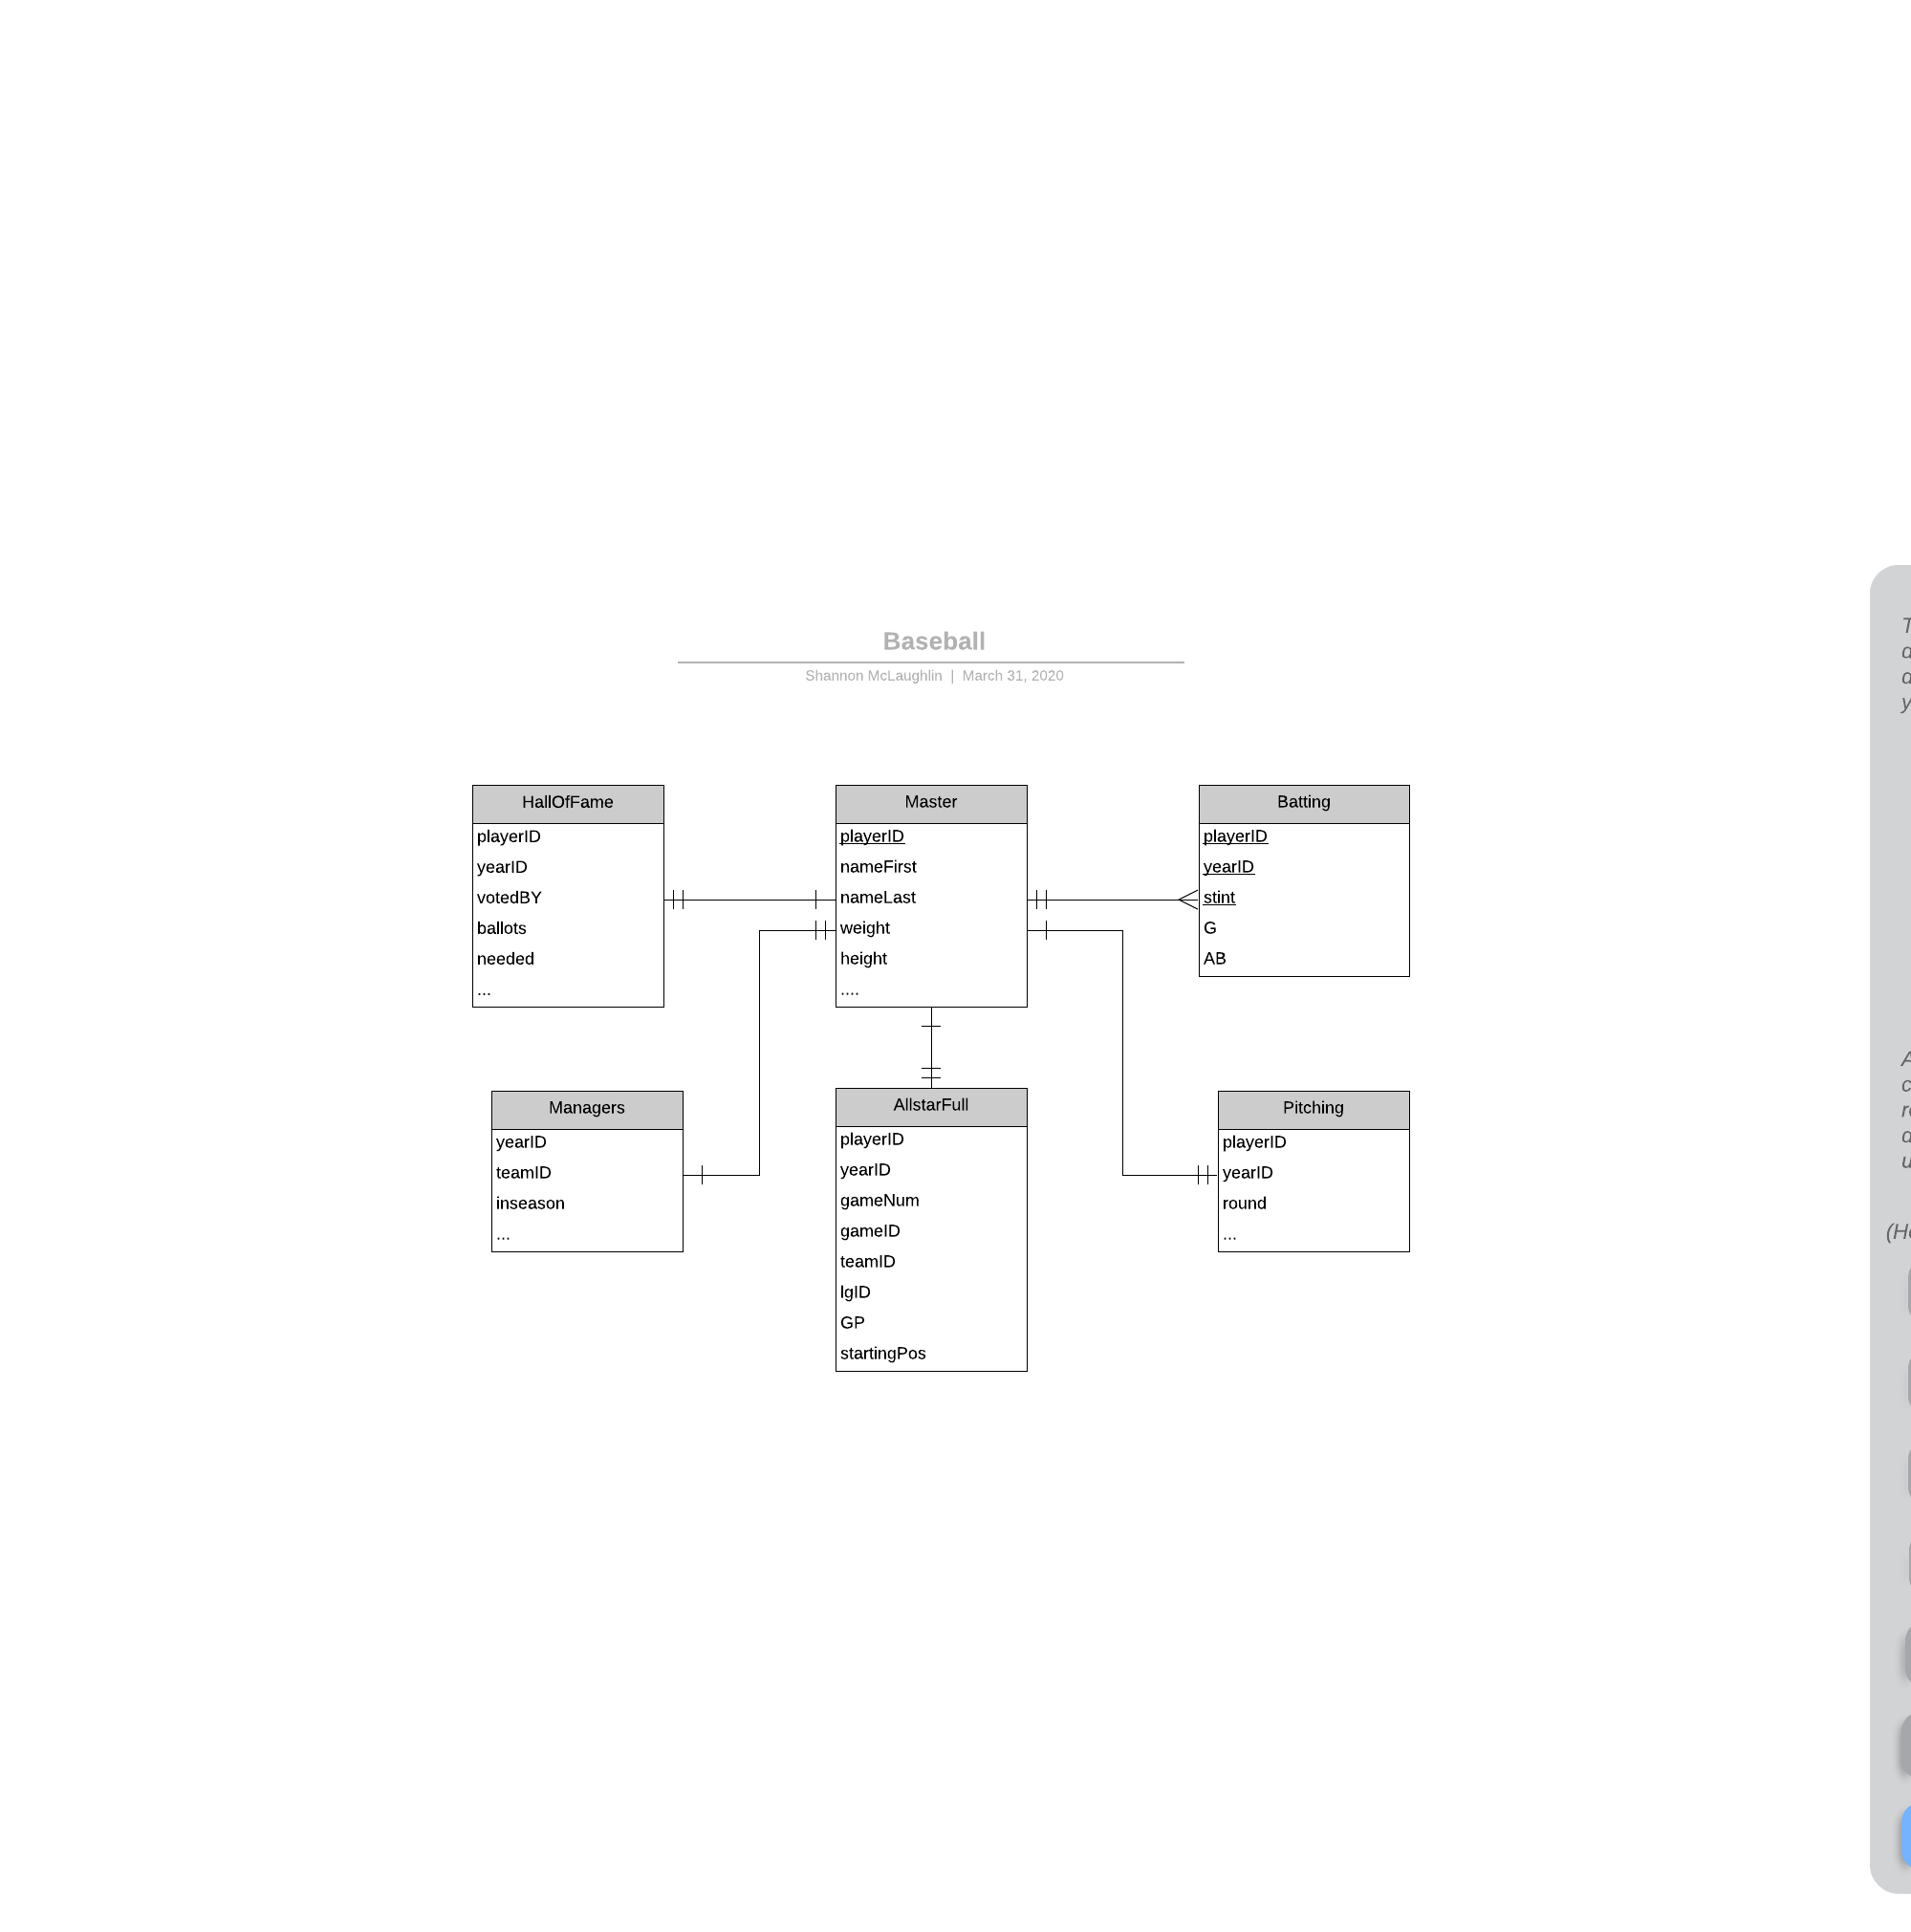 Baseball
Shannon McLaughlin | March 31, 2020
HallOfFame
playerID
yearID
votedBY
ballots
needed
...
Master
playerID
nameFirst
nameLast
weight
height
....
Batting
playerID
yearID
stint
G
AB
Managers
yearID
teamID
inseason
...
AllstarFull
playerID
yearID
gameNum
gameID
teamID
lgID
GP
startingPos
Pitching
playerID
yearID
round
...